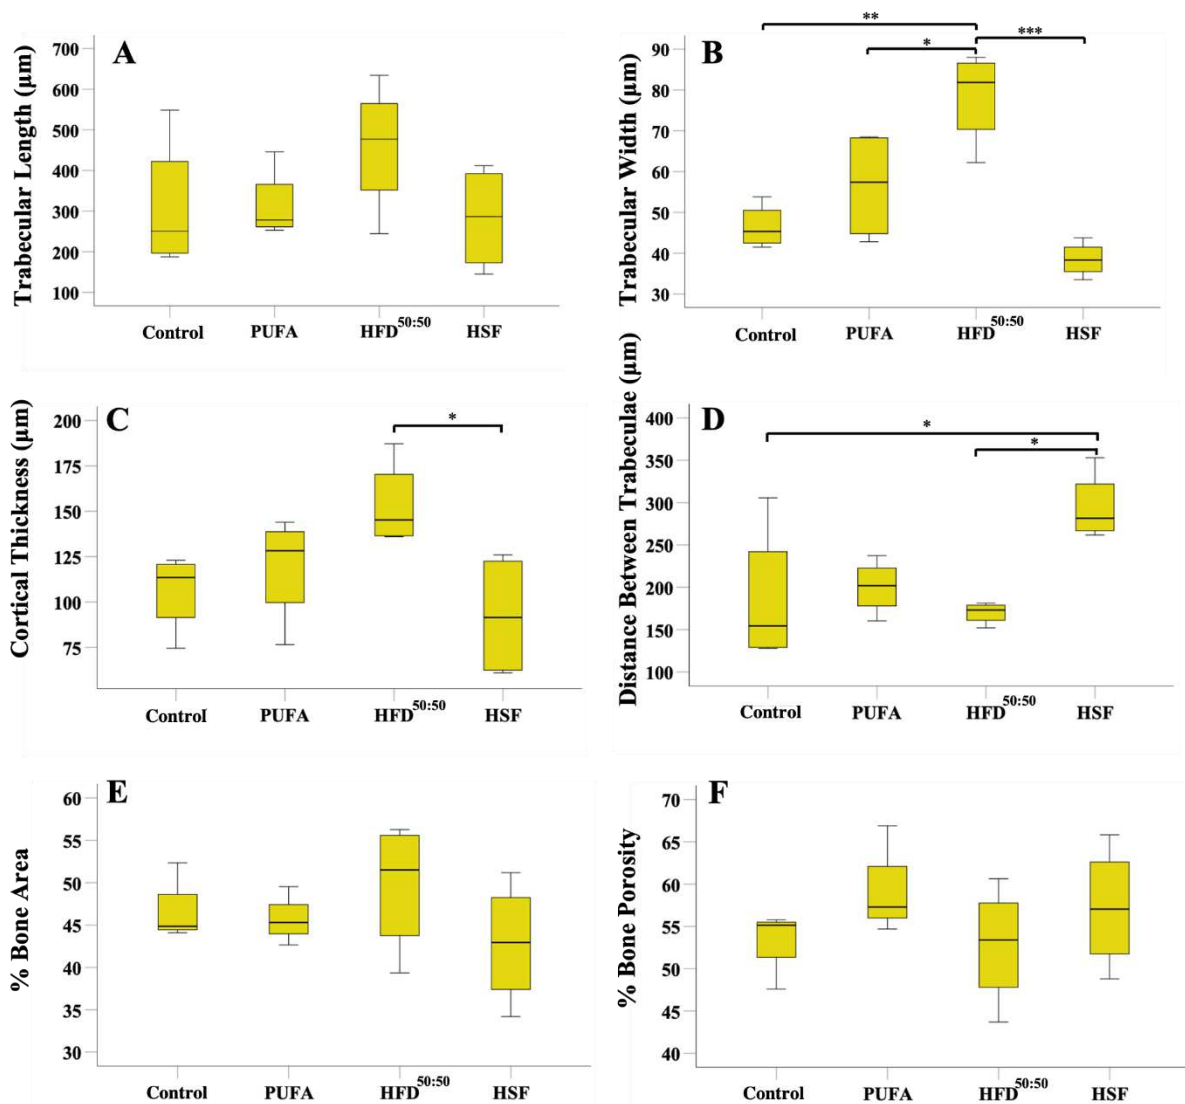 A
Trabecular Length (µm)
700
600
500
400
300
200
100
Control PUFA HFD50:50 HSF
B
** * ***
Trabecular Width (µm)
90
80
70
60
50
40
30
Control PUFA HFD50:50 HSF
C
*
Cortical Thickness (µm)
200
175
150
125
100
75
Control PUFA HFD50:50 HSF
D
* *
Distance Between Trabeculae (µm)
400
350
300
250
200
150
100
Control PUFA HFD50:50 HSF
E
% Bone Area
60
55
50
45
40
35
30
Control PUFA HFD50:50 HSF
F
% Bone Porosity
70
65
60
55
50
45
40
Control PUFA HFD50:50 HSF